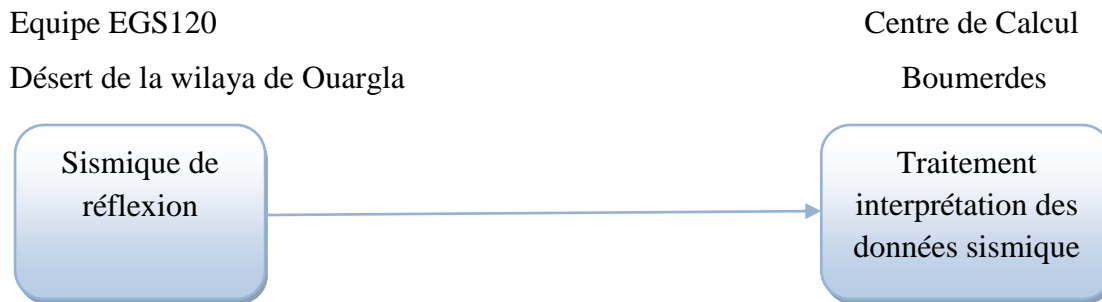 Equipe EGS120
Centre de Calcul
Désert de la wilaya de Ouargla
Boumerdes
Sismique de
réflexion
Traitement
interprétation des
données sismique